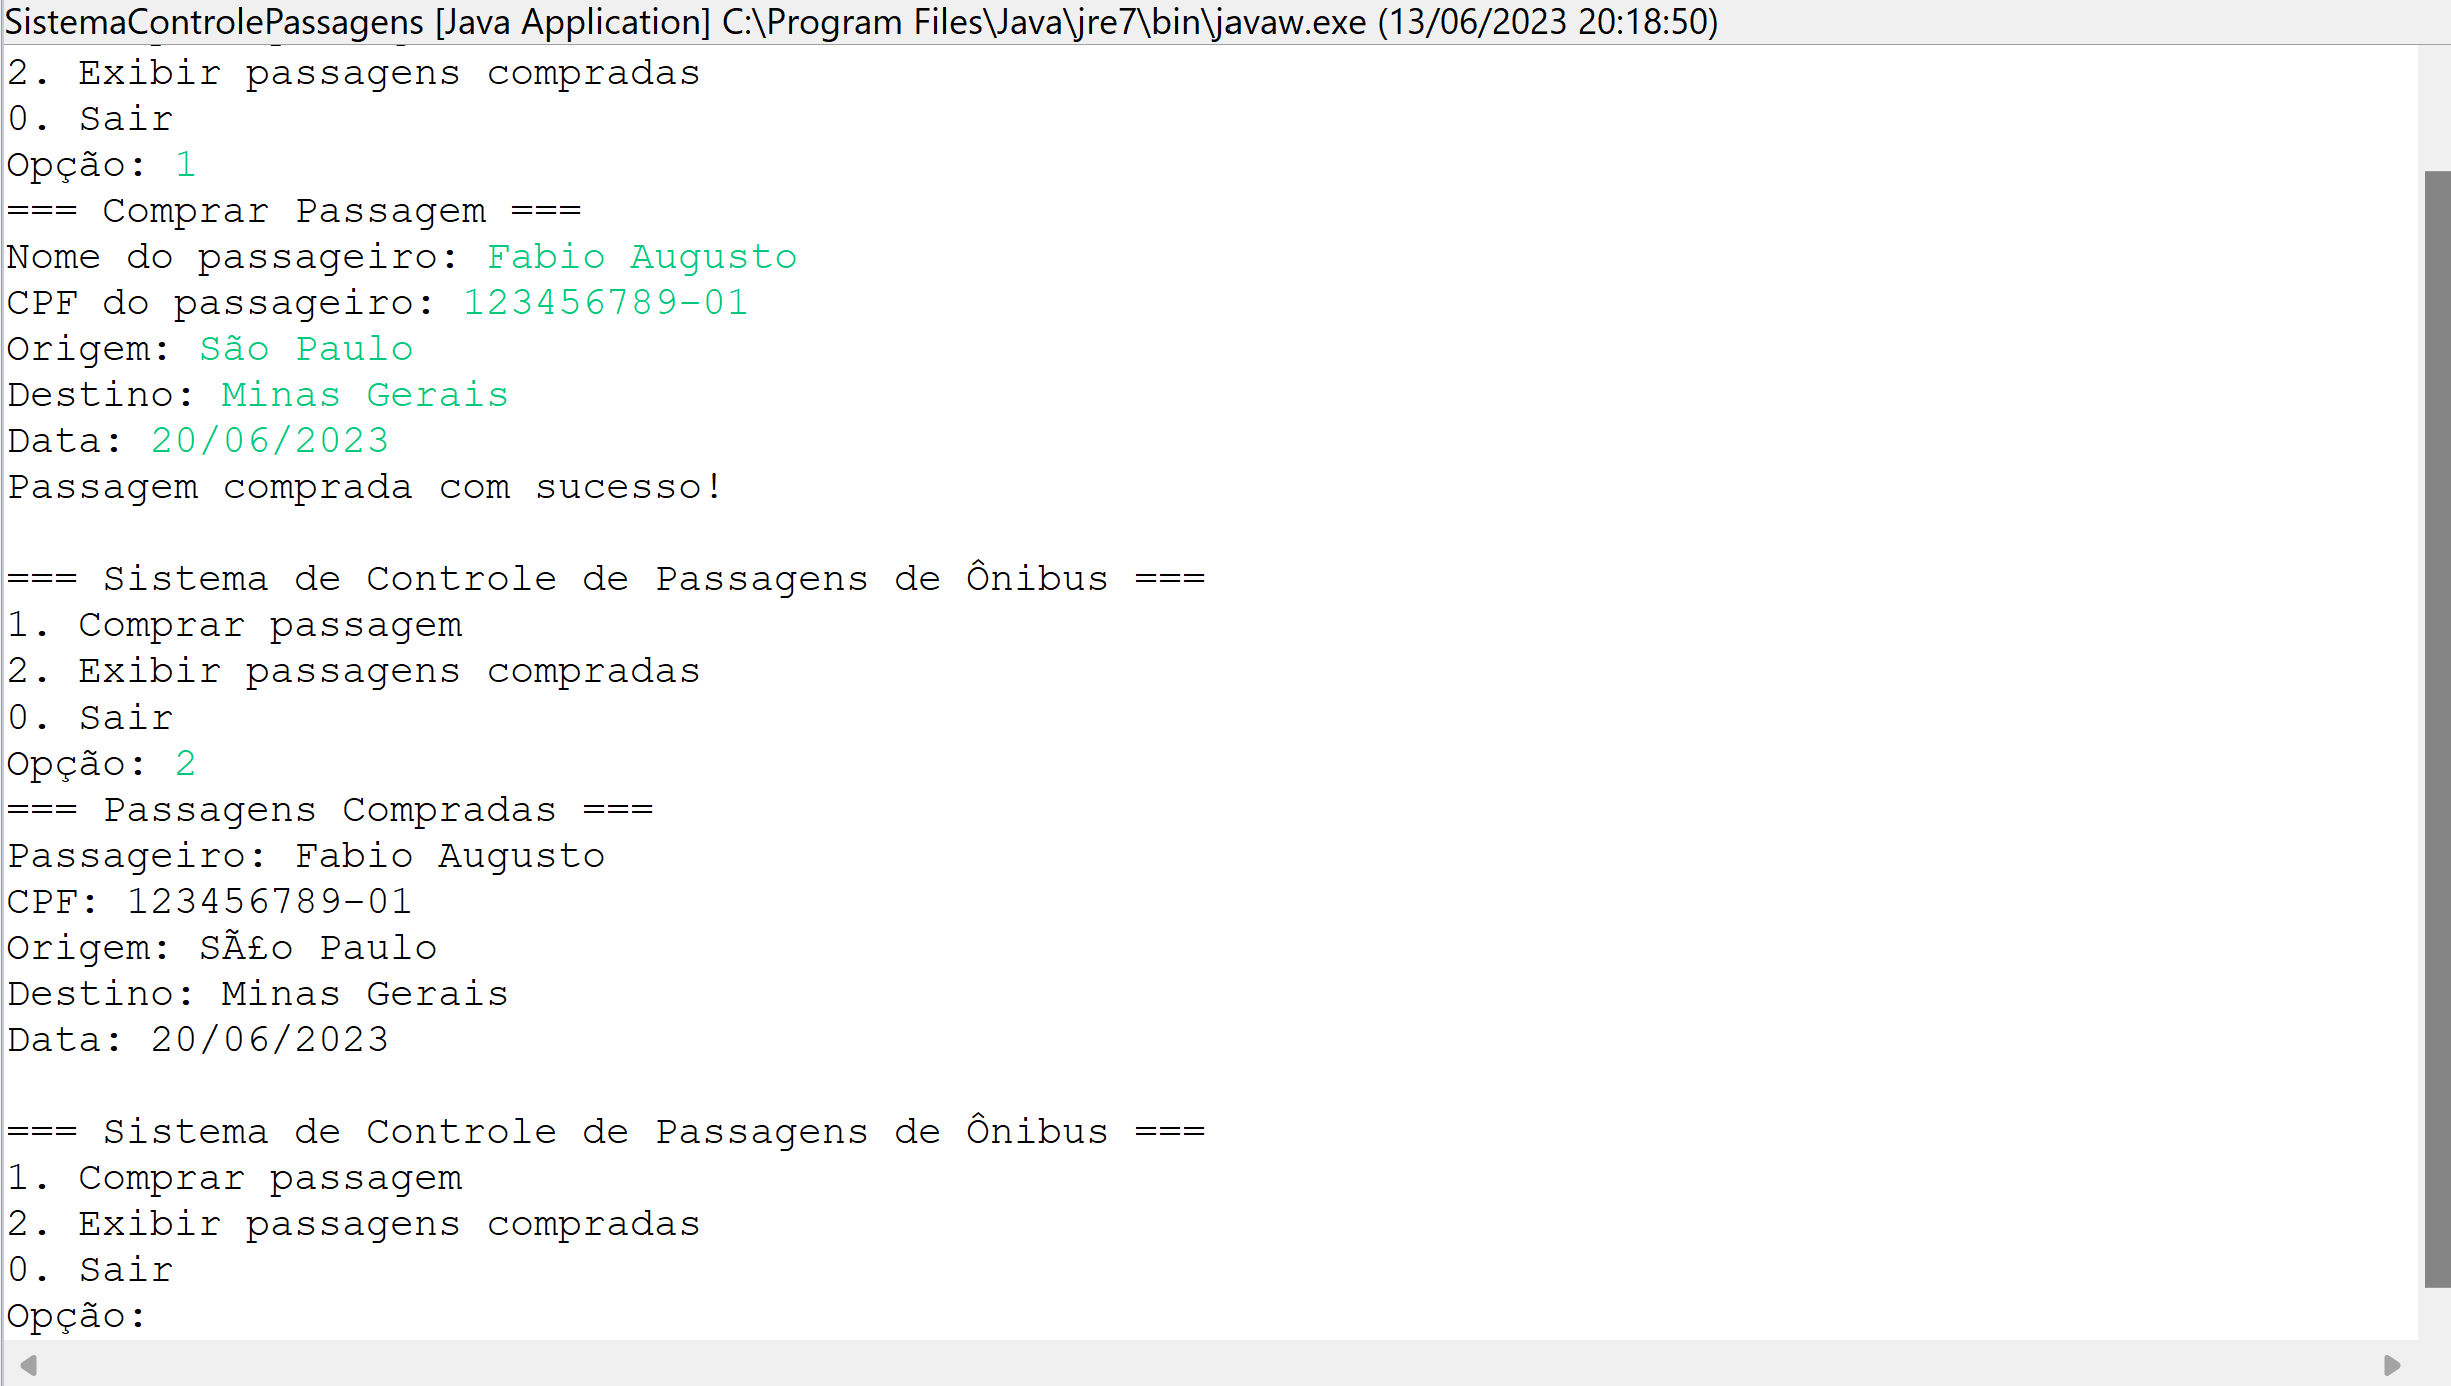 SistemaControlePassagens [Java Application] C:\Program Files\Java\jre7\bin\javaw.exe (13/06/2023 20:18:50)
2. Exibir passagens compradas
0. Sair
Opção: 1
=== Comprar Passagem ===
Nome do passageiro: Fabio Augusto
CPF do passageiro: 123456789-01
Origem: São Paulo
Destino: Minas Gerais
Data: 20/06/2023
Passagem comprada com sucesso!

=== Sistema de Controle de Passagens de Ônibus ===
1. Comprar passagem
2. Exibir passagens compradas
0. Sair
Opção: 2
=== Passagens Compradas ===
Passageiro: Fabio Augusto
CPF: 123456789-01
Origem: SÃ£o Paulo
Destino: Minas Gerais
Data: 20/06/2023

=== Sistema de Controle de Passagens de Ônibus ===
1. Comprar passagem
2. Exibir passagens compradas
0. Sair
Opção: